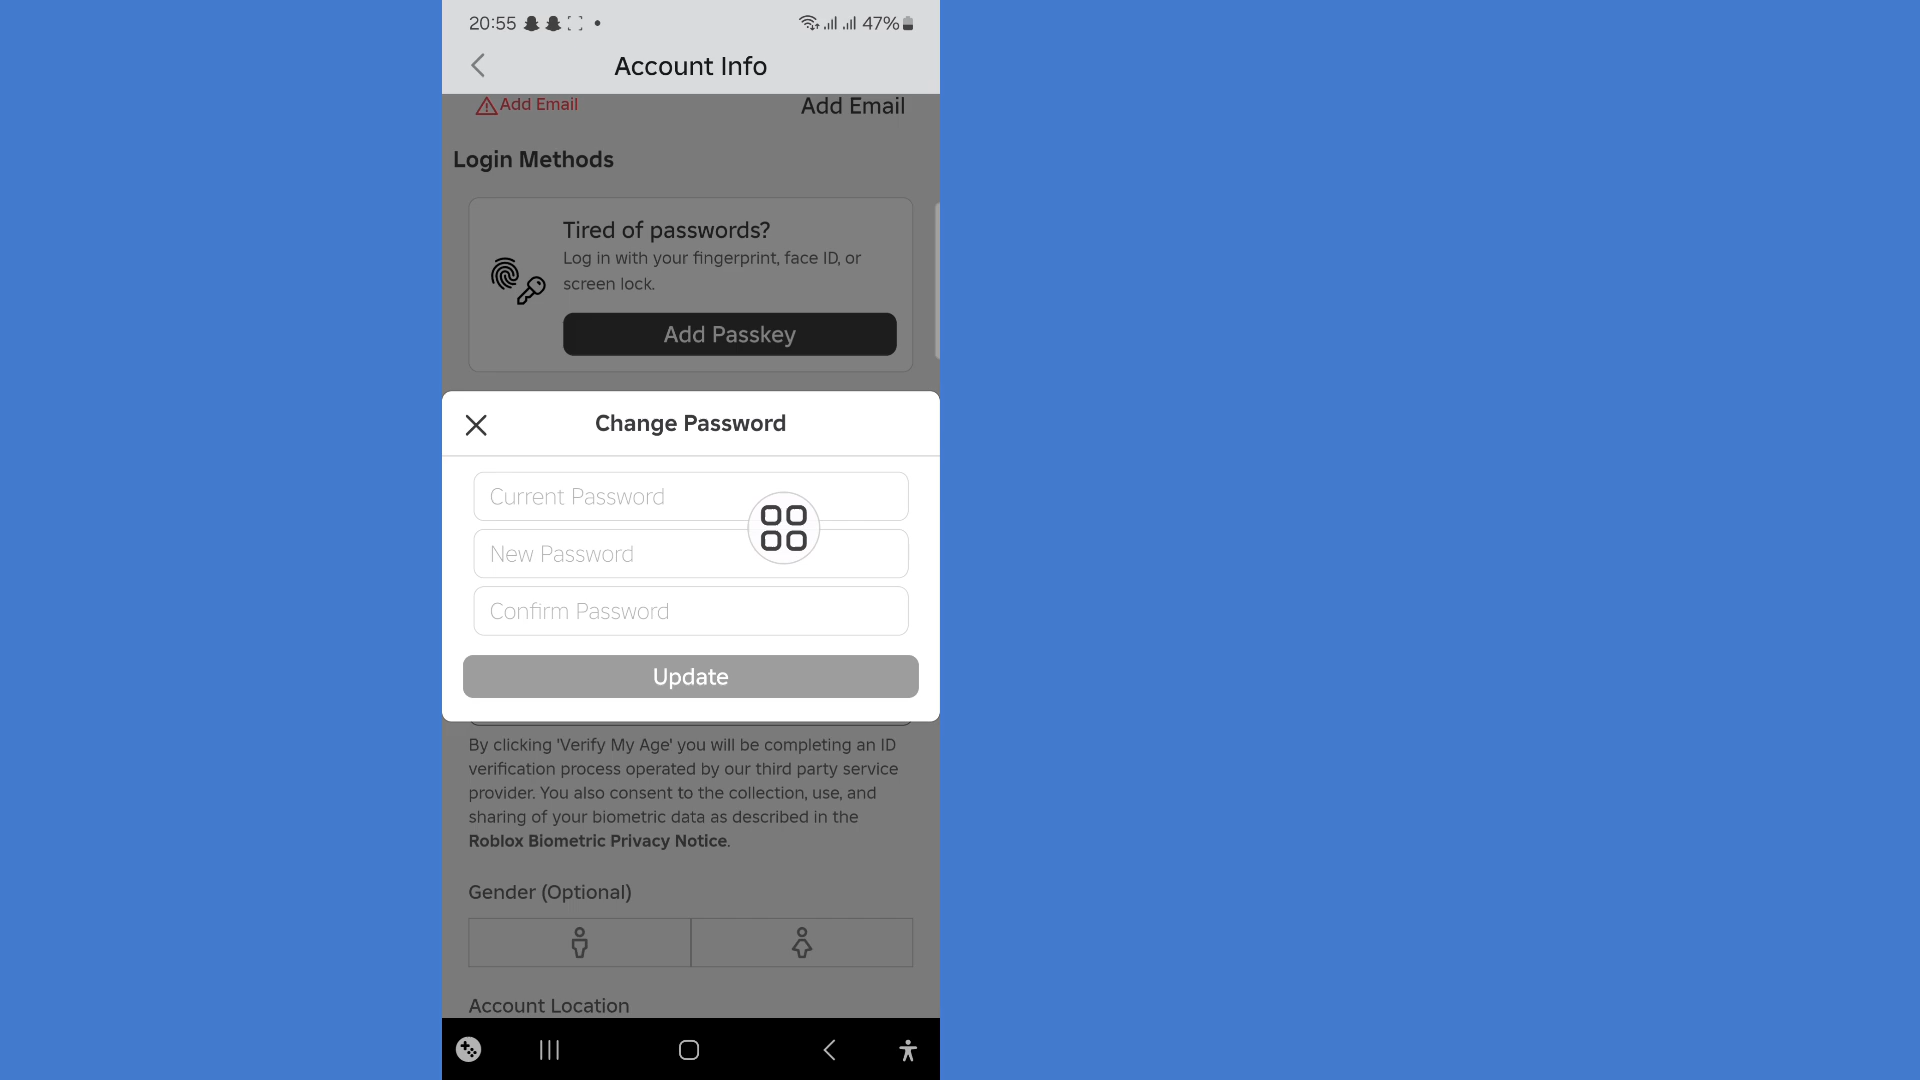 20:55
47%
Account Info
Add Email
Add Email
Login Methods
Tired of passwords?
Log in with your fingerprint, face ID, or
screen lock.
Add Passkey
Change Password
Current Password
New Password
Confirm Password
Update
By clicking 'Verify My Age' you will be completing an ID
verification process operated by our third party service
provider. You also consent to the collection, use, and
sharing of your biometric data as described in the
Roblox Biometric Privacy Notice.
Gender (Optional)
Account Location